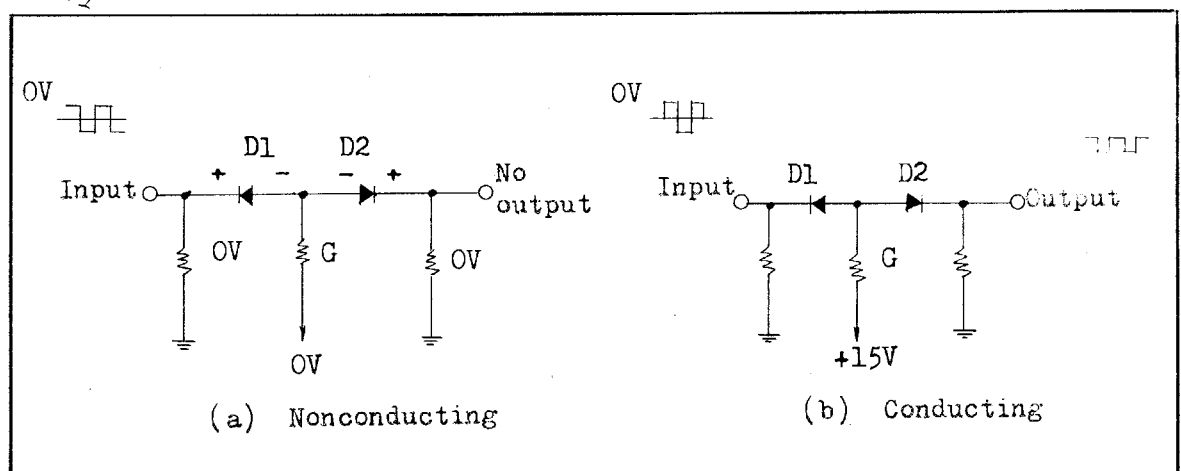 OV
D1 D2
+ - - +
Input
No
output
OV
G
OV
OV
(a) Nonconducting
OV
D1
D2
Input
Output
G
+15V
(b) Conducting